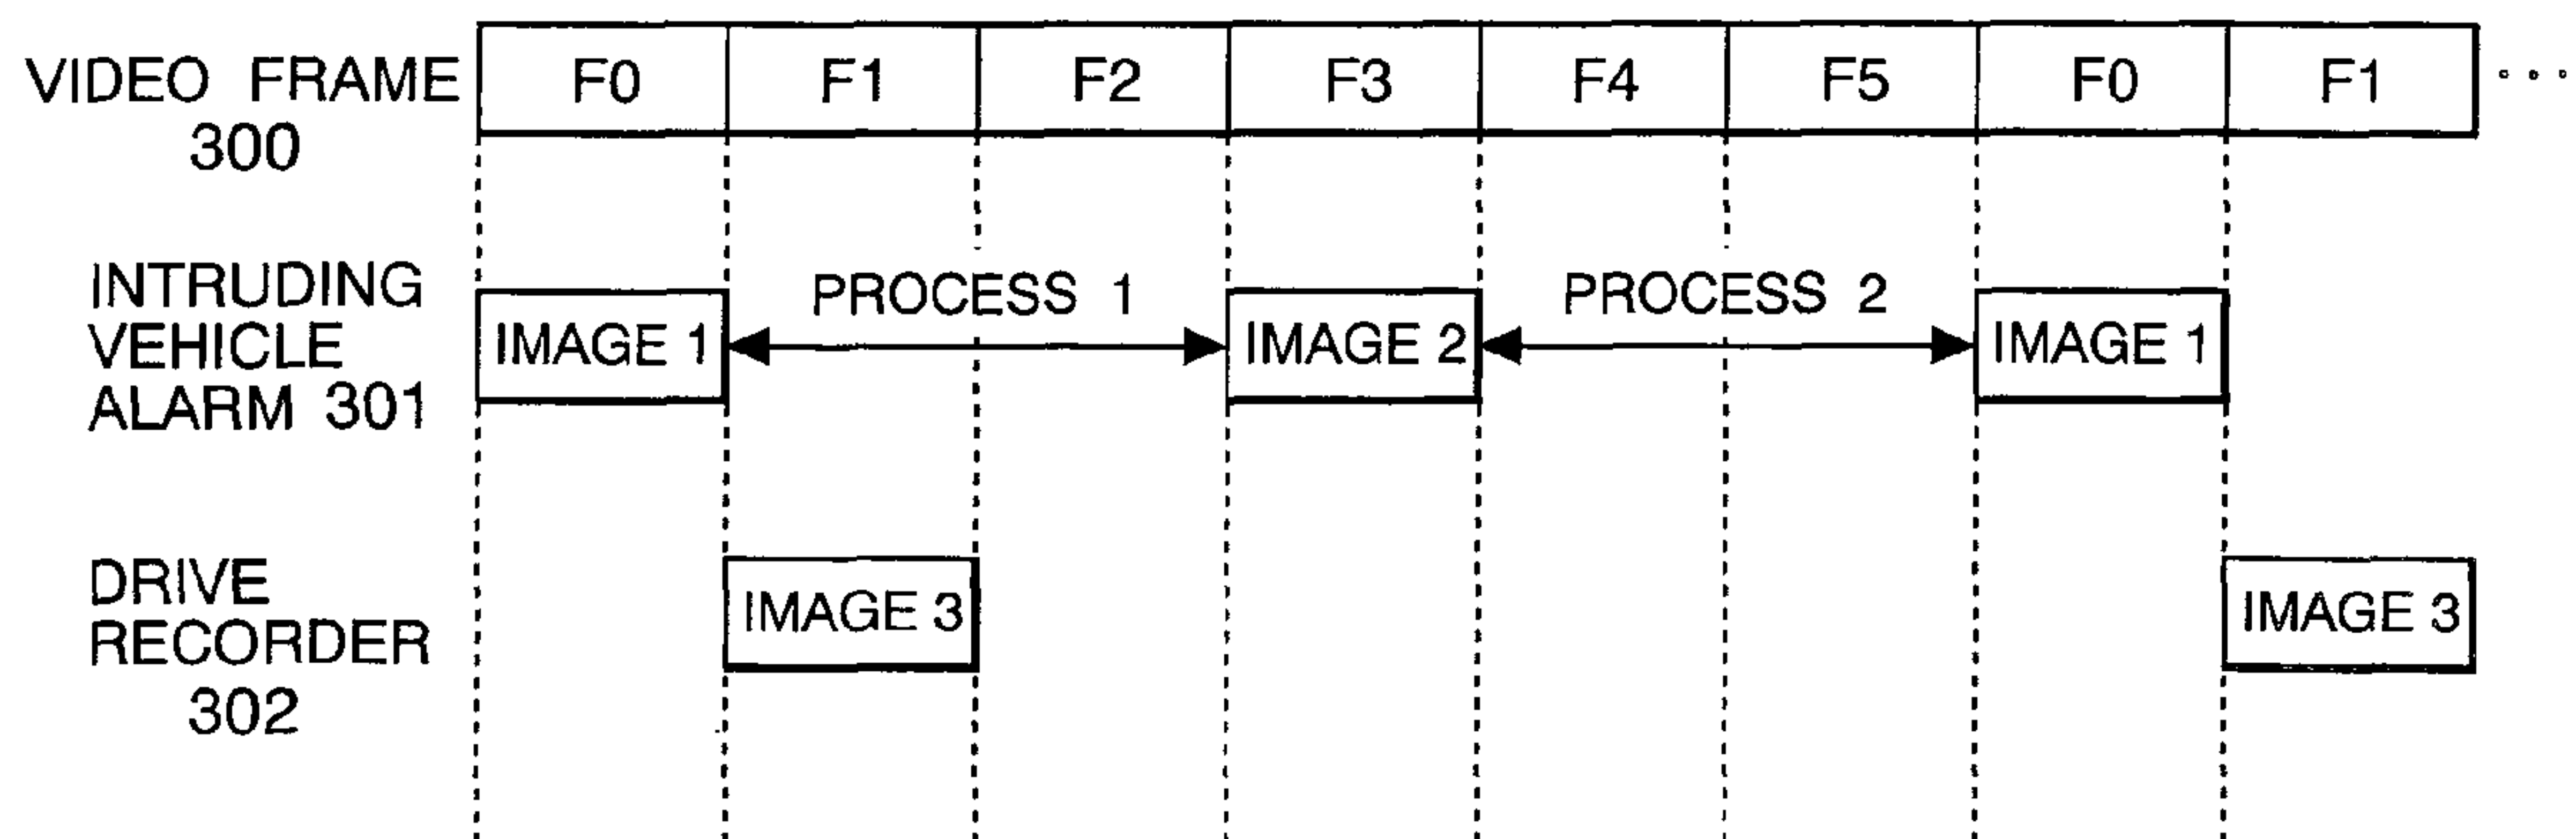 VIDEO FRAME
300
F0 F1 F2 F3 F4 F5 F0 F1 ...
INTRUDING
VEHICLE
ALARM 301
IMAGE 1
PROCESS 1
IMAGE 2
PROCESS 2
IMAGE 1
DRIVE
RECORDER
302
IMAGE 3
IMAGE 3